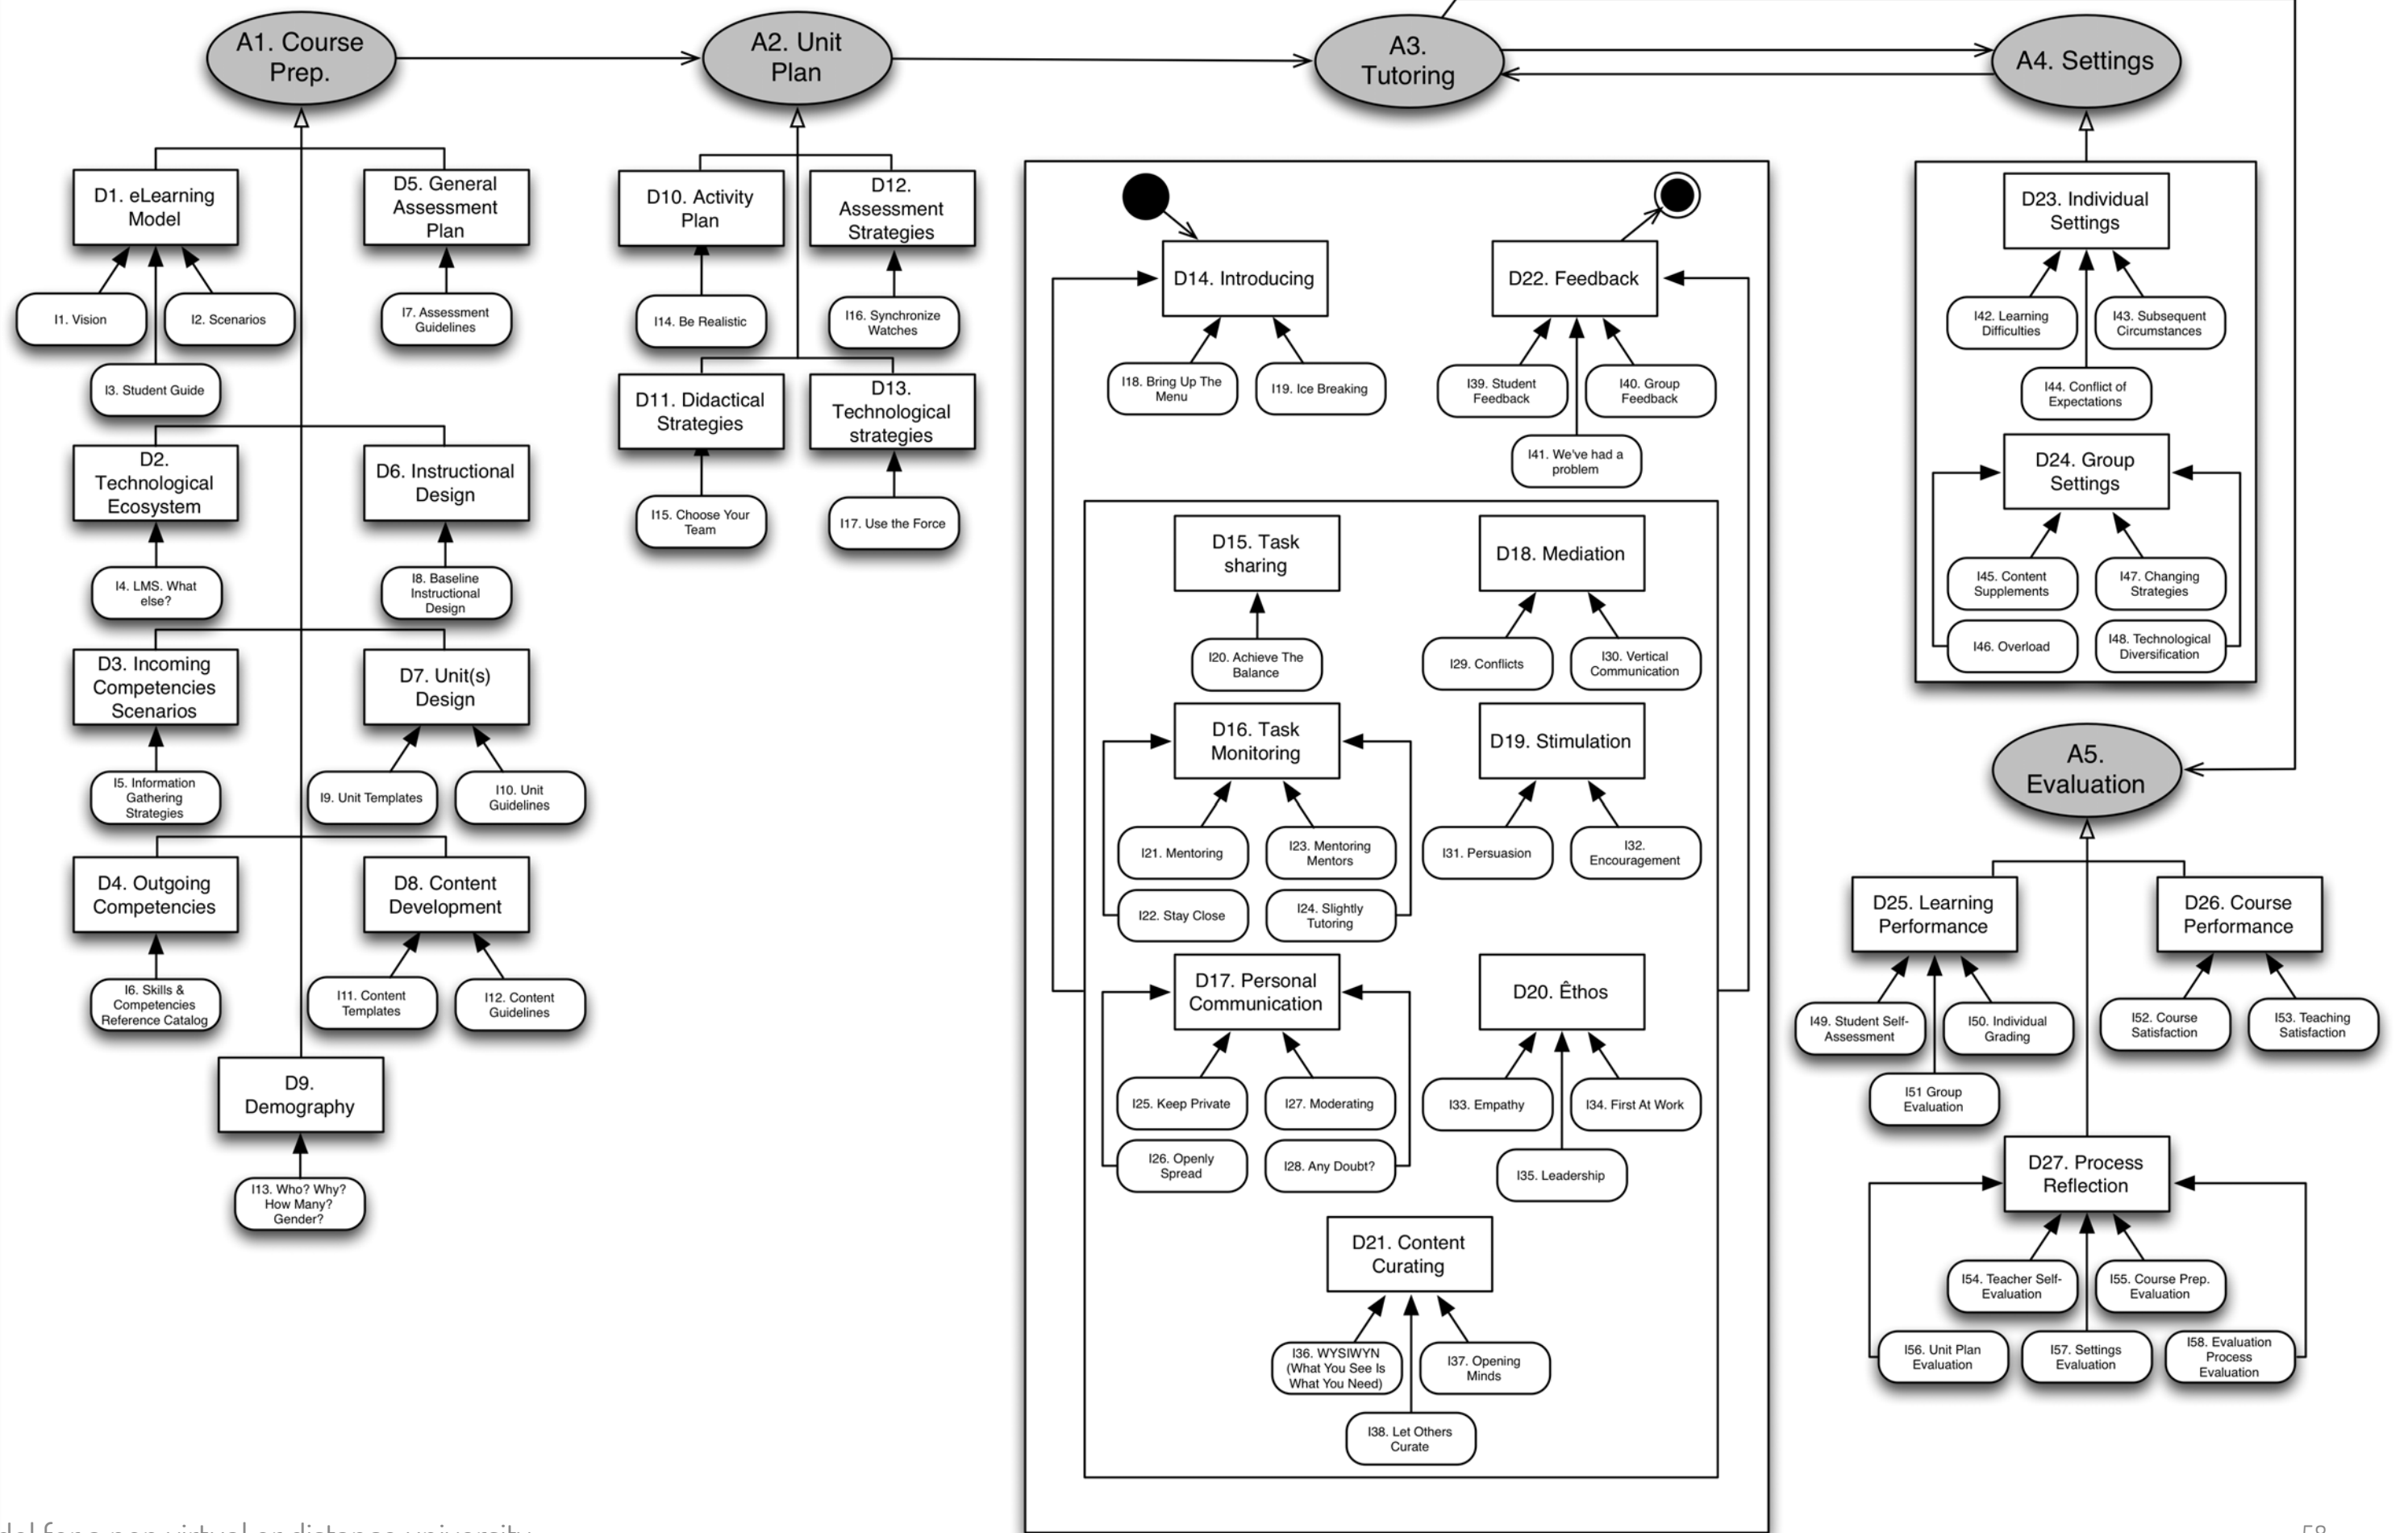 A1. Course
Prep.
A2. Unit
Plan
A3.
Tutoring
A4. Settings
D1. eLearning
Model
D5. General
Assessment
Plan
I1. Vision
I2. Scenarios
I3. Student Guide
I7. Assessment
Guidelines
D2.
Technological
Ecosystem
D6. Instructional
Design
I4. LMS. What
else?
I8. Baseline
Instructional
Design
D3. Incoming
Competencies
Scenarios
D7. Unit(s)
Design
I5. Information
Gathering
Strategies
I9. Unit Templates
I10. Unit
Guidelines
D4. Outgoing
Competencies
D8. Content
Development
I6. Skills &
Competencies
Reference Catalog
I11. Content
Templates
I12. Content
Guidelines
D9.
Demography
I13. Who? Why?
How Many?
Gender?
D10. Activity
Plan
D12.
Assessment
Strategies
I14. Be Realistic
I16. Synchronize
Watches
D11. Didactical
Strategies
D13.
Technological
strategies
I15. Choose Your
Team
I17. Use the Force
D14. Introducing
D22. Feedback
I18. Bring Up The
Menu
I19. Ice Breaking
I39. Student
Feedback
I40. Group
Feedback
I41. We've had a
problem
D15. Task
sharing
D18. Mediation
I20. Achieve The
Balance
I29. Conflicts
I30. Vertical
Communication
D16. Task
Monitoring
D19. Stimulation
I21. Mentoring
I23. Mentoring
Mentors
I22. Stay Close
I24. Slightly
Tutoring
I31. Persuasion
I32.
Encouragement
D17. Personal
Communication
D20. Êthos
I25. Keep Private
I27. Moderating
I26. Openly
Spread
I28. Any Doubt?
I33. Empathy
I34. First At Work
I35. Leadership
D21. Content
Curating
I36. WYSIWYN
(What You See Is
What You Need)
I37. Opening
Minds
I38. Let Others
Curate
D23. Individual
Settings
I42. Learning
Difficulties
I43. Subsequent
Circumstances
I44. Conflict of
Expectations
D24. Group
Settings
I45. Content
Supplements
I47. Changing
Strategies
I46. Overload
I48. Technological
Diversification
A5.
Evaluation
D25. Learning
Performance
D26. Course
Performance
I49. Student Self-
Assessment
I50. Individual
Grading
I51 Group
Evaluation
I52. Course
Satisfaction
I53. Teaching
Satisfaction
D27. Process
Reflection
I54. Teacher Self-
Evaluation
I55. Course Prep.
Evaluation
I56. Unit Plan
Evaluation
I57. Settings
Evaluation
I58. Evaluation
Process
Evaluation